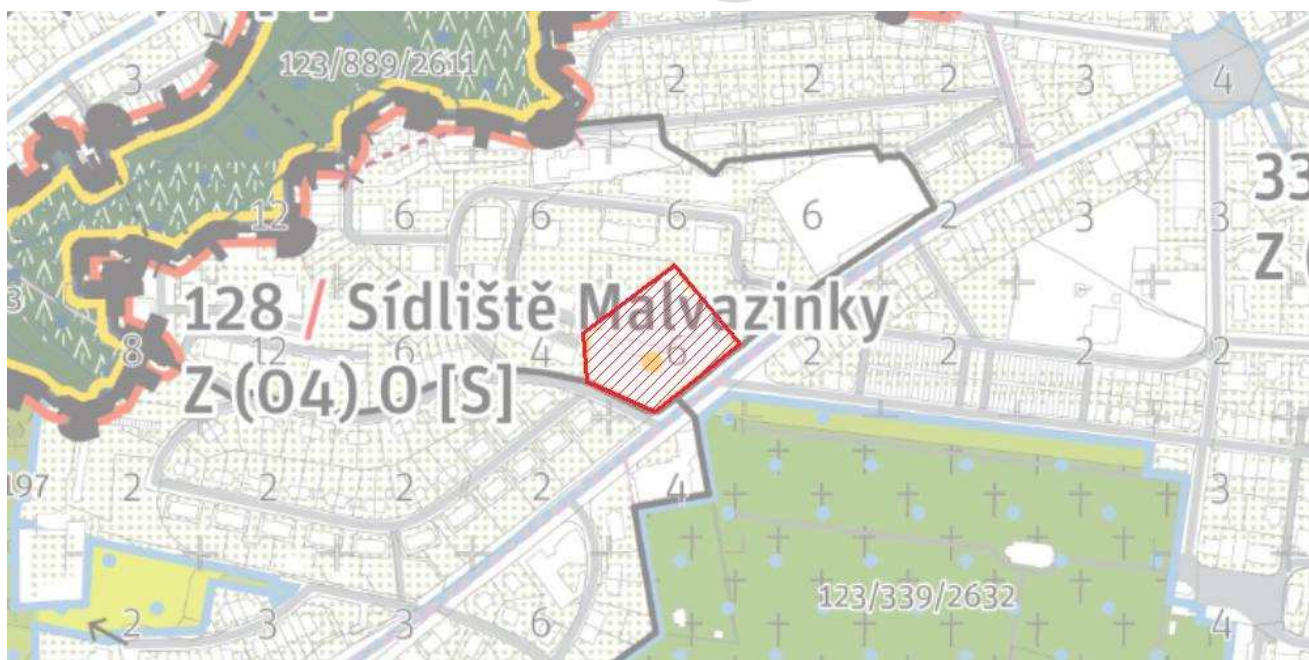 123/889/2611
3 2 2 2 3 4
33
12 6 6 6 6 2 3 3
Z
3
128 / Sídliště Malvazinky
8 12 6 4 6 2 2 2 2
Z (04) O [S]
197 2 2 2 2 4 3
123/339/2632
2 3 3 6 4